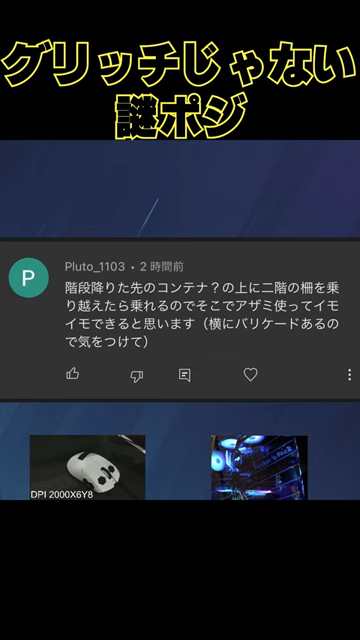 グリッチじゃない
謎ポジ
P
Pluto_1103 • 2 時間前
階段降りた先のコンテナ？の上に二階の柵を乗
り越えたら乗れるのでそこでアザミ使ってイモ
イモできると思います（横にバリケードあるの
で気をつけて）
DPI 2000X6Y8